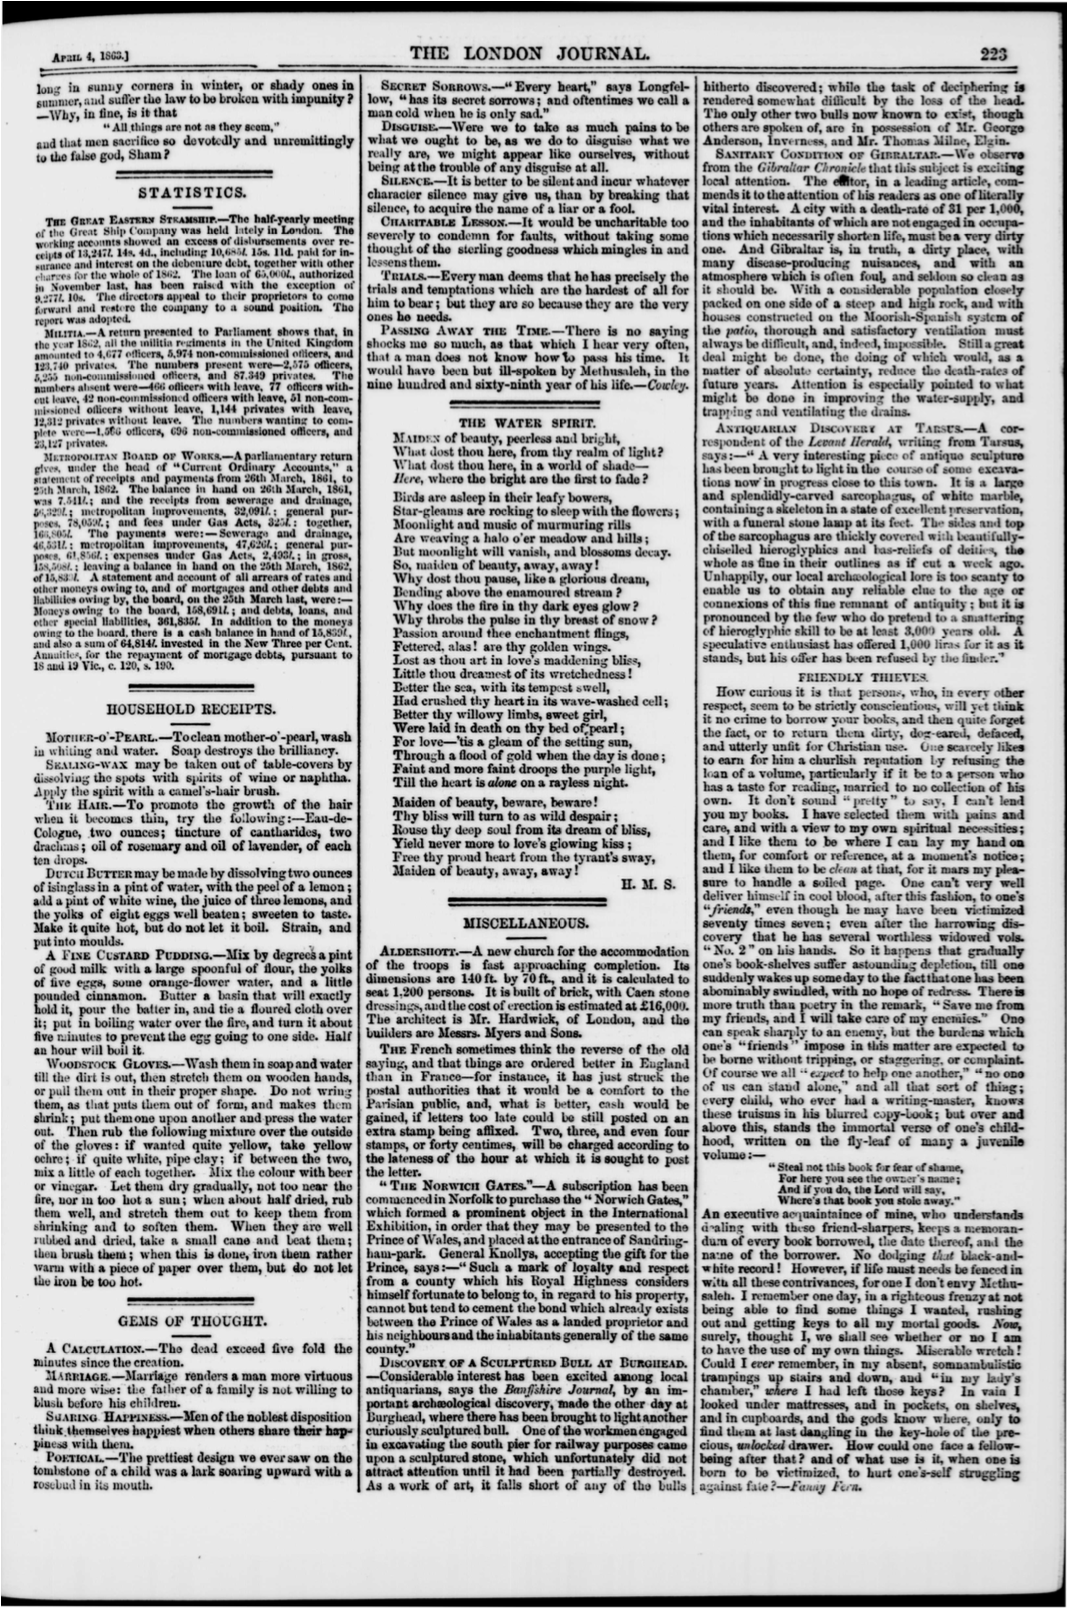 APRIL 4, 1863.]
THE LONDON JOURNAL.
223
long in sunny corners in winter, or shady ones in
summer, and suffer the law to be broken with impunity?
—Why, in fine, is it that
"All things are not as they seem,"
and that men sacrifice so devotedly and unremittingly
to the false god, Sham?
STATISTICS.
THE GREAT EASTERN STEAMSHIP.—The half-yearly meeting
of the Great Ship Company was held lately in London. The
working accounts showed an excess of disbursements over re-
ceipts of 13,247l. 14s. 4d., including 10,685l. 15s. 11d. paid for in-
surance and interest on the debenture debt, together with other
charges for the whole of 1862. The loan of 65,000l., authorized
in November last, has been raised with the exception of
9,277l. 10s. The directors appeal to their proprietors to come
forward and restore the company to a sound position. The
report was adopted.
MILITIA.—A return presented to Parliament shows that, in
the year 1862, all the militia regiments in the United Kingdom
amounted to 4,677 officers, 5,974 non-commissioned officers, and
123,740 privates. The numbers present were—2,575 officers,
5,255 non-commissioned officers, and 87,349 privates. The
numbers absent were—466 officers with leave, 77 officers with-
out leave, 42 non-commissioned officers with leave, 51 non-com-
missioned officers without leave, 1,144 privates with leave,
12,312 privates without leave. The numbers wanting to com-
plete were—1,566 officers, 696 non-commissioned officers, and
23,127 privates.
METROPOLITAN BOARD OF WORKS.—A parliamentary return
gives, under the head of "Current Ordinary Accounts," a
statement of receipts and payments from 26th March, 1861, to
25th March, 1862. The balance in hand on 26th March, 1861,
was 7,541l.; and the receipts from sewerage and drainage,
56,329l.; metropolitan improvements, 32,091l.; general pur-
poses, 78,059l.; and fees under Gas Acts, 325l.: together,
166,805l. The payments were:—Sewerage and drainage,
46,531l.; metropolitan improvements, 47,626l.; general pur-
poses, 61,856l.; expenses under Gas Acts, 2,493l.; in gross,
158,508l.; leaving a balance in hand on the 25th March, 1862,
of 15,839l. A statement and account of all arrears of rates and
other moneys owing to, and of mortgages and other debts and
liabilities owing by, the board, on the 25th March last, were:—
Moneys owing to the board, 158,691l.; and debts, loans, and
other special liabilities, 361,835l. In addition to the moneys
owing to the board, there is a cash balance in hand of 15,839l.,
and also a sum of 64,814l. invested in the New Three per Cent.
Annuities, for the repayment of mortgage debts, pursuant to
18 and 19 Vic., c. 120, s. 190.
HOUSEHOLD RECEIPTS.
MOTHER-O'-PEARL.—To clean mother-o'-pearl, wash
in whiting and water. Soap destroys the brilliancy.
SEALING-WAX may be taken out of table-covers by
dissolving the spots with spirits of wine or naphtha.
Apply the spirit with a camel's-hair brush.
THE HAIR.—To promote the growth of the hair
when it becomes thin, try the following:—Eau-de-
Cologne, two ounces; tincture of cantharides, two
drachms; oil of rosemary and oil of lavender, of each
ten drops.
DUTCH BUTTER may be made by dissolving two ounces
of isinglass in a pint of water, with the peel of a lemon;
add a pint of white wine, the juice of three lemons, and
the yolks of eight eggs well beaten; sweeten to taste.
Make it quite hot, but do not let it boil. Strain, and
put into moulds.
A FINE CUSTARD PUDDING.—Mix by degrees a pint
of good milk with a large spoonful of flour, the yolks
of five eggs, some orange-flower water, and a little
pounded cinnamon. Butter a basin that will exactly
hold it, pour the batter in, and tie a floured cloth over
it; put in boiling water over the fire, and turn it about
five minutes to prevent the egg going to one side. Half
an hour will boil it.
WOODSTOCK GLOVES.—Wash them in soap and water
till the dirt is out, then stretch them on wooden hands,
or pull them out in their proper shape. Do not wring
them, as that puts them out of form, and makes them
shrink; put them one upon another and press the water
out. Then rub the following mixture over the outside
of the gloves: if wanted quite yellow, take yellow
ochre; if quite white, pipe clay; if between the two,
mix a little of each together. Mix the colour with beer
or vinegar. Let them dry gradually, not too near the
fire, nor in too hot a sun; when about half dried, rub
them well, and stretch them out to keep them from
shrinking and to soften them. When they are well
rubbed and dried, take a small cane and beat them;
then brush them; when this is done, iron them rather
warm with a piece of paper over them, but do not let
the iron be too hot.
GEMS OF THOUGHT.
A CALCULATION.—The dead exceed five fold the
minutes since the creation.
MARRIAGE.—Marriage renders a man more virtuous
and more wise: the father of a family is not willing to
blush before his children.
SHARING HAPPINESS.—Men of the noblest disposition
think themselves happiest when others share their hap-
piness with them.
POETICAL.—The prettiest design we ever saw on the
tombstone of a child was a lark soaring upward with a
rosebud in its mouth.
SECRET SORROWS.—"Every heart," says Longfel-
low, "has its secret sorrows; and oftentimes we call a
man cold when he is only sad."
DISGUISE.—Were we to take as much pains to be
what we ought to be, as we do to disguise what we
really are, we might appear like ourselves, without
being at the trouble of any disguise at all.
SILENCE.—It is better to be silent and incur whatever
character silence may give us, than by breaking that
silence, to acquire the name of a liar or a fool.
CHARITABLE LESSON.—It would be uncharitable too
severely to condemn for faults, without taking some
thought of the sterling goodness which mingles in and
lessens them.
TRIALS.—Every man deems that he has precisely the
trials and temptations which are the hardest of all for
him to bear; but they are so because they are the very
ones he needs.
PASSING AWAY THE TIME.—There is no saying
shocks me so much, as that which I hear very often,
that a man does not know how to pass his time. It
would have been but ill-spoken by Methusaleh, in the
nine hundred and sixty-ninth year of his life.—Cowley.
THE WATER SPIRIT.
MAIDEN of beauty, peerless and bright,
What dost thou here, from thy realm of light?
What dost thou here, in a world of shade—
Here, where the bright are the first to fade?
Birds are asleep in their leafy bowers,
Star-gleams are rocking to sleep with the flowers;
Moonlight and music of murmuring rills
Are weaving a halo o'er meadow and hills;
But moonlight will vanish, and blossoms decay.
So, maiden of beauty, away, away!
Why dost thou pause, like a glorious dream,
Bending above the enamoured stream?
Why does the fire in thy dark eyes glow?
Why throbs the pulse in thy breast of snow?
Passion around thee enchantment flings,
Fettered, alas! are thy golden wings.
Lost as thou art in love's maddening bliss,
Little thou dreamest of its wretchedness!
Better the sea, with its tempest swell,
Had crushed thy heart in its wave-washed cell;
Better thy willowy limbs, sweet girl,
Were laid in death on thy bed of pearl;
For love—'tis a gleam of the setting sun,
Through a flood of gold when the day is done;
Faint and more faint droops the purple light,
Till the heart is alone on a rayless night.
Maiden of beauty, beware, beware!
Thy bliss will turn to as wild despair;
Rouse thy deep soul from its dream of bliss,
Yield never more to love's glowing kiss;
Free thy proud heart from the tyrant's sway,
Maiden of beauty, away, away!
H. M. S.
MISCELLANEOUS.
ALDERSHOTT.—A new church for the accommodation
of the troops is fast approaching completion. Its
dimensions are 140 ft. by 70 ft., and it is calculated to
seat 1,200 persons. It is built of brick, with Caen stone
dressings, and the cost of erection is estimated at £16,000.
The architect is Mr. Hardwick, of London, and the
builders are Messrs. Myers and Sons.
THE French sometimes think the reverse of the old
saying, and that things are ordered better in England
than in France—for instance, it has just struck the
postal authorities that it would be a comfort to the
Parisian public, and, what is better, cash would be
gained, if letters too late could be still posted on an
extra stamp being affixed. Two, three, and even four
stamps, or forty centimes, will be charged according to
the lateness of the hour at which it is sought to post
the letter.
"THE NORWICH GATES."—A subscription has been
commenced in Norfolk to purchase the "Norwich Gates,"
which formed a prominent object in the International
Exhibition, in order that they may be presented to the
Prince of Wales, and placed at the entrance of Sandring-
ham-park. General Knollys, accepting the gift for the
Prince, says:—"Such a mark of loyalty and respect
from a county which his Royal Highness considers
himself fortunate to belong to, in regard to his property,
cannot but tend to cement the bond which already exists
between the Prince of Wales as a landed proprietor and
his neighbours and the inhabitants generally of the same
county."
DISCOVERY OF A SCULPTURED BULL AT BURGHEAD.
—Considerable interest has been excited among local
antiquarians, says the Banffshire Journal, by an im-
portant archæological discovery, made the other day at
Burghead, where there has been brought to light another
curiously sculptured bull. One of the workmen engaged
in excavating the south pier for railway purposes came
upon a sculptured stone, which unfortunately did not
attract attention until it had been partially destroyed.
As a work of art, it falls short of any of the bulls
hitherto discovered; while the task of deciphering is
rendered somewhat difficult by the loss of the head.
The only other two bulls now known to exist, though
others are spoken of, are in possession of Mr. George
Anderson, Inverness, and Mr. Thomas Milne, Elgin.
SANITARY CONDITION OF GIBRALTAR.—We observe
from the Gibraltar Chronicle that this subject is exciting
local attention. The editor, in a leading article, com-
mends it to the attention of his readers as one of literally
vital interest. A city with a death-rate of 31 per 1,000,
and the inhabitants of which are not engaged in occupa-
tions which necessarily shorten life, must be a very dirty
one. And Gibraltar is, in truth, a dirty place, with
many disease-producing nuisances, and with an
atmosphere which is often foul, and seldom so clean as
it should be. With a considerable population closely
packed on one side of a steep and high rock, and with
houses constructed on the Moorish-Spanish system of
the patio, thorough and satisfactory ventilation must
always be difficult, and, indeed, impossible. Still a great
deal might be done, the doing of which would, as a
matter of absolute certainty, reduce the death-rates of
future years. Attention is especially pointed to what
might be done in improving the water-supply, and
trapping and ventilating the drains.
ANTIQUARIAN DISCOVERY AT TARSUS.—A cor-
respondent of the Levant Herald, writing from Tarsus,
says:—"A very interesting piece of antique sculpture
has been brought to light in the course of some excava-
tions now in progress close to this town. It is a large
and splendidly-carved sarcophagus, of white marble,
containing a skeleton in a state of excellent preservation,
with a funeral stone lamp at its feet. The sides and top
of the sarcophagus are thickly covered with beautifully-
chiselled hieroglyphics and bas-reliefs of deities, the
whole as fine in their outlines as if cut a week ago.
Unhappily, our local archæological lore is too scanty to
enable us to obtain any reliable clue to the age or
connexions of this fine remnant of antiquity; but it is
pronounced by the few who do pretend to a smattering
of hieroglyphic skill to be at least 3,000 years old. A
speculative enthusiast has offered 1,000 liras for it as it
stands, but his offer has been refused by the finder."
FRIENDLY THIEVES.
How curious it is that persons, who, in every other
respect, seem to be strictly conscientious, will yet think
it no crime to borrow your books, and then quite forget
the fact, or to return them dirty, dog-eared, defaced,
and utterly unfit for Christian use. One scarcely likes
to earn for him a churlish reputation by refusing the
loan of a volume, particularly if it be to a person who
has a taste for reading, married to no collection of his
own. It don't sound "pretty" to say, I can't lend
you my books. I have selected them with pains and
care, and with a view to my own spiritual necessities;
and I like them to be where I can lay my hand on
them, for comfort or reference, at a moment's notice;
and I like them to be clean at that, for it mars my plea-
sure to handle a soiled page. One can't very well
deliver himself in cool blood, after this fashion, to one's
"friends," even though he may have been victimized
seventy times seven; even after the harrowing dis-
covery that he has several worthless widowed vols.
"No. 2" on his hands. So it happens that gradually
one's book-shelves suffer astounding depletion, till one
suddenly wakes up some day to the fact that one has been
abominably swindled, with no hope of redress. There is
more truth than poetry in the remark, "Save me from
my friends, and I will take care of my enemies." One
can speak sharply to an enemy, but the burdens which
one's "friends" impose in this matter are expected to
be borne without tripping, or staggering, or complaint.
Of course we all "expect to help one another," "no one
of us can stand alone," and all that sort of thing;
every child, who ever had a writing-master, knows
these truisms in his blurred copy-book; but over and
above this, stands the immortal verse of one's child-
hood, written on the fly-leaf of many a juvenile
volume:—
"Steal not this book for fear of shame,
For here you see the owner's name;
And if you do, the Lord will say,
Where's that book you stole away."
An executive acquaintaince of mine, who understands
dealing with these friend-sharpers, keeps a memoran-
dum of every book borrowed, the date thereof, and the
name of the borrower. No dodging that black-and-
white record! However, if life must needs be fenced in
with all these contrivances, for one I don't envy Methu-
saleh. I remember one day, in a righteous frenzy at not
being able to find some things I wanted, rushing
out and getting keys to all my mortal goods. Now,
surely, thought I, we shall see whether or no I am
to have the use of my own things. Miserable wretch!
Could I ever remember, in my absent, somnambulistic
trampings up stairs and down, and "in my lady's
chamber," where I had left those keys? In vain I
looked under mattresses, and in pockets, on shelves,
and in cupboards, and the gods know where, only to
find them at last dangling in the key-hole of the pre-
cious, unlocked drawer. How could one face a fellow-
being after that? and of what use is it, when one is
born to be victimized, to hurt one's-self struggling
against fate?—Fanny Fern.